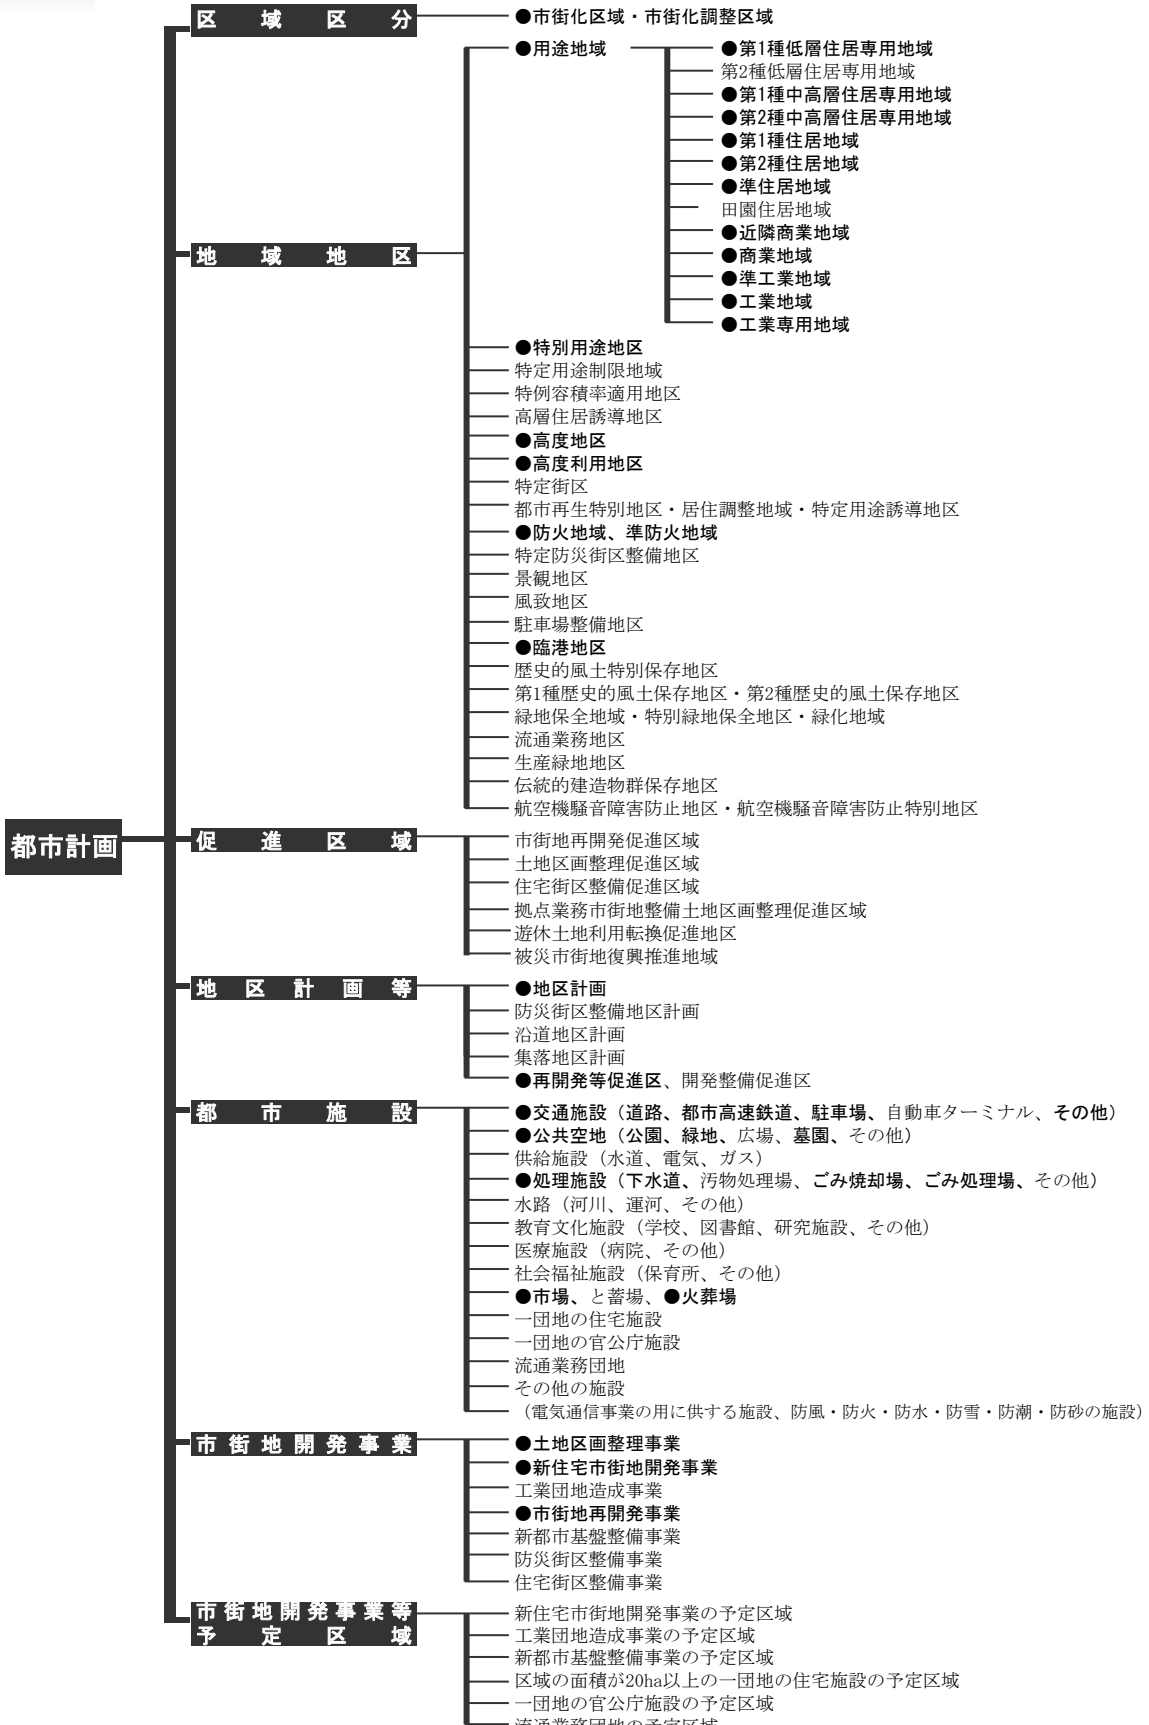 区域区分
●市街化区域・市街化調整区域
●用途地域
●第1種低層住居専用地域
第2種低層住居専用地域
●第1種中高層住居専用地域
●第2種中高層住居専用地域
●第1種住居地域
●第2種住居地域
●準住居地域
田園住居地域
●近隣商業地域
地域地区
●商業地域
●準工業地域
●工業地域
●工業専用地域
●特別用途地区
特定用途制限地域
特例容積率適用地区
高層住居誘導地区
●高度地区
●高度利用地区
特定街区
都市再生特別地区・居住調整地域・特定用途誘導地区
●防火地域、準防火地域
特定防災街区整備地区
景観地区
風致地区
駐車場整備地区
●臨港地区
歴史的風土特別保存地区
第1種歴史的風土保存地区・第2種歴史的風土保存地区
緑地保全地域・特別緑地保全地区・緑化地域
流通業務地区
生産緑地地区
伝統的建造物群保存地区
航空機騒音障害防止地区・航空機騒音障害防止特別地区
都市計画
促進区域
市街地再開発促進区域
土地区画整理促進区域
住宅街区整備促進区域
拠点業務市街地整備土地区画整理促進区域
遊休土地利用転換促進地区
被災市街地復興推進地域
地区計画等
●地区計画
防災街区整備地区計画
沿道地区計画
集落地区計画
●再開発等促進区、開発整備促進区
都市施設
●交通施設（道路、都市高速鉄道、駐車場、自動車ターミナル、その他）
●公共空地（公園、緑地、広場、墓園、その他）
供給施設（水道、電気、ガス）
●処理施設（下水道、汚物処理場、ごみ焼却場、ごみ処理場、その他）
水路（河川、運河、その他）
教育文化施設（学校、図書館、研究施設、その他）
医療施設（病院、その他）
社会福祉施設（保育所、その他）
●市場、と蓄場、●火葬場
一団地の住宅施設
一団地の官公庁施設
流通業務団地
その他の施設
（電気通信事業の用に供する施設、防風・防火・防水・防雪・防潮・防砂の施設）
市街地開発事業
●土地区画整理事業
●新住宅市街地開発事業
工業団地造成事業
●市街地再開発事業
新都市基盤整備事業
防災街区整備事業
住宅街区整備事業
市街地開発事業等
予定区域
新住宅市街地開発事業の予定区域
工業団地造成事業の予定区域
新都市基盤整備事業の予定区域
区域の面積が20ha以上の一団地の住宅施設の予定区域
一団地の官公庁施設の予定区域
流通業務団地の予定区域